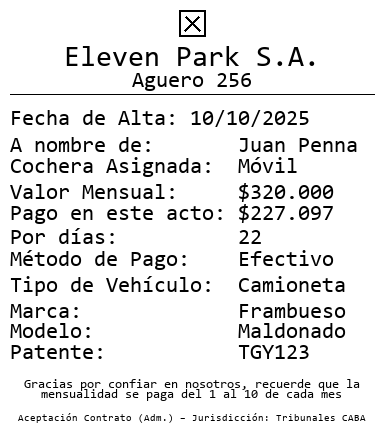 Eleven Park S.A.
Aguero 256
Fecha de Alta: 10/10/2025
A nombre de: Juan Penna
Cochera Asignada: Móvil
Valor Mensual: $320.000
Pago en este acto: $227.097
Por días: 22
Método de Pago: Efectivo
Tipo de Vehículo: Camioneta
Marca: Frambueso
Modelo: Maldonado
Patente: TGY123
Gracias por confiar en nosotros, recuerde que la
mensualidad se paga del 1 al 10 de cada mes
Aceptación Contrato (Adm.) – Jurisdicción: Tribunales CABA